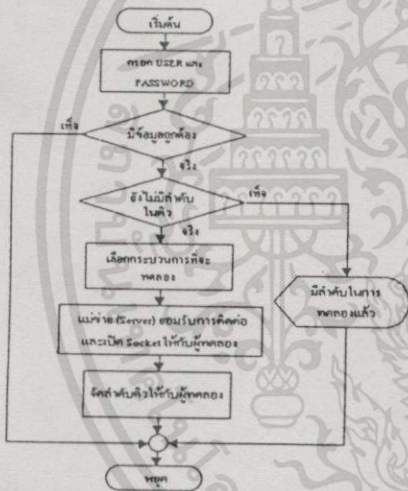 เริ่มต้น
กรอก USER และ
PASSWORD
มีข้อมูลถูกต้อง
เท็จ
จริง
ยังไม่มีลำดับ
ในคิว
เท็จ
จริง
เลือกกระบวนการที่จะ
ทดลอง
มีลำดับในการ
ทดลองแล้ว
แม่ข่าย (Server) ยอมรับการติดต่อ
และเปิด Socket ให้กับผู้ทดลอง
จัดลำดับคิวให้กับผู้ทดลอง
หยุด